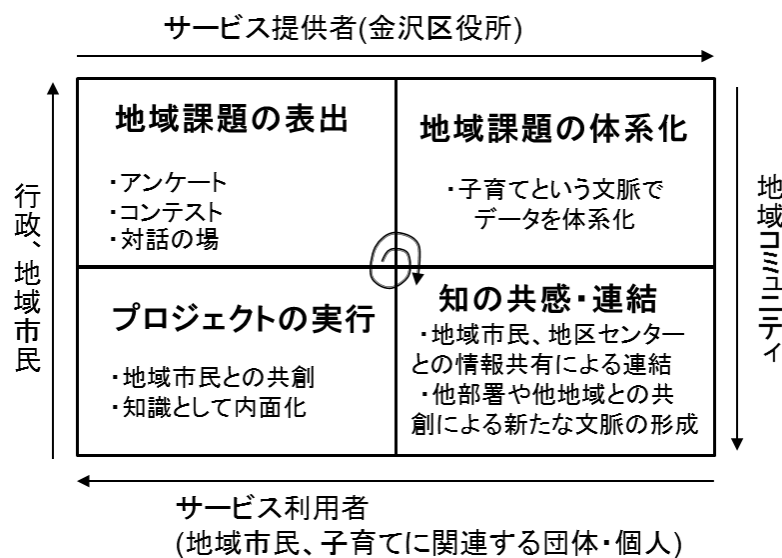 サービス提供者(金沢区役所)
行政、地域市民
地域課題の表出
・アンケート
・コンテスト
・対話の場
地域課題の体系化
・子育てという文脈で
データを体系化
地域コミュニティ
プロジェクトの実行
・地域市民との共創
・知識として内面化
知の共感・連結
・地域市民、地区センター
との情報共有による連結
・他部署や他地域との共
創による新たな文脈の形成
サービス利用者
(地域市民、子育てに関連する団体・個人)